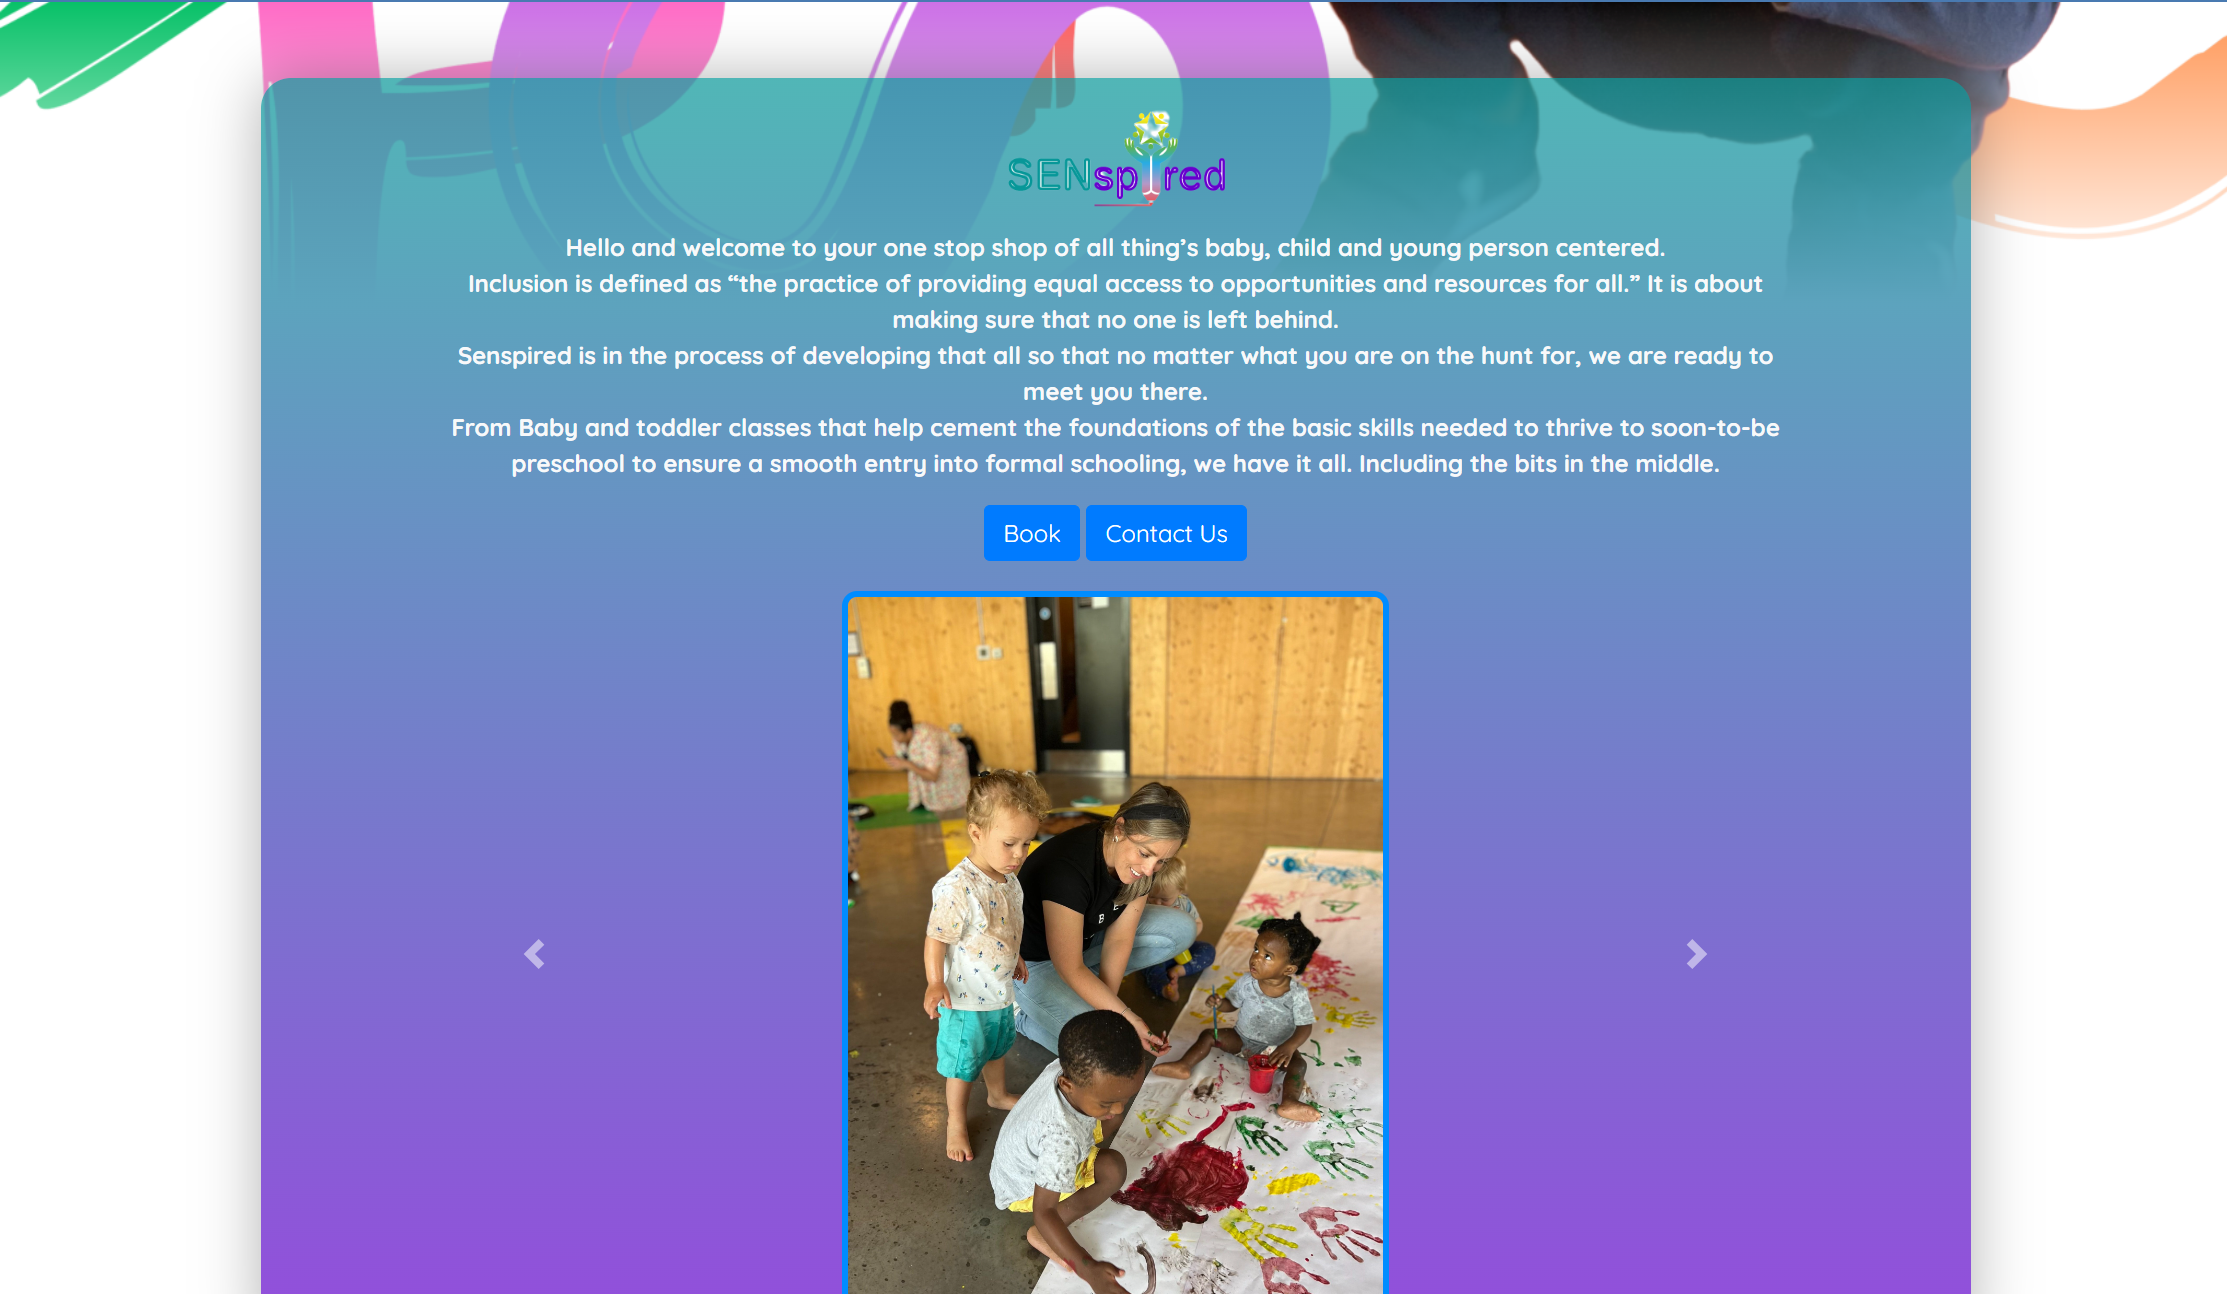 SENspired
Hello and welcome to your one stop shop of all thing’s baby, child and young person centered.
Inclusion is defined as “the practice of providing equal access to opportunities and resources for all.” It is about
making sure that no one is left behind.
Senspired is in the process of developing that all so that no matter what you are on the hunt for, we are ready to
meet you there.
From Baby and toddler classes that help cement the foundations of the basic skills needed to thrive to soon-to-be
preschool to ensure a smooth entry into formal schooling, we have it all. Including the bits in the middle.
Book
Contact Us